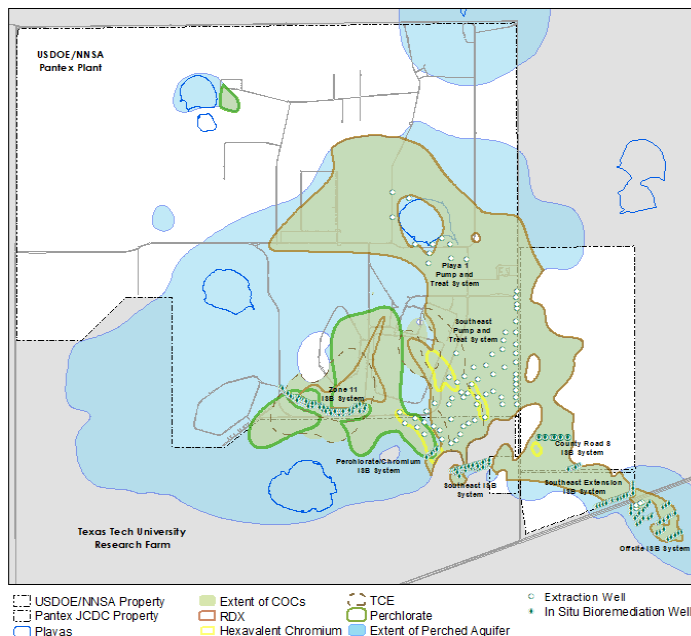 USDOE/NNSA
Pantex Plant
Playa 1
Pump and
Treat System
Southeast
Pump and
Treat System
Zone 11
ISB System
County Road 8
ISB System
Perchlorate/Chromium
ISB System
Southeast ISB
System
Southeast Extension
ISB System
Texas Tech University
Research Farm
Offsite ISB System
USDOE/NNSA Property
Pantex JCDC Property
Playas
Extent of COCs
RDX
Hexavalent Chromium
TCE
Perchlorate
Extent of Perched Aquifer
Extraction Well
In Situ Bioremediation Well